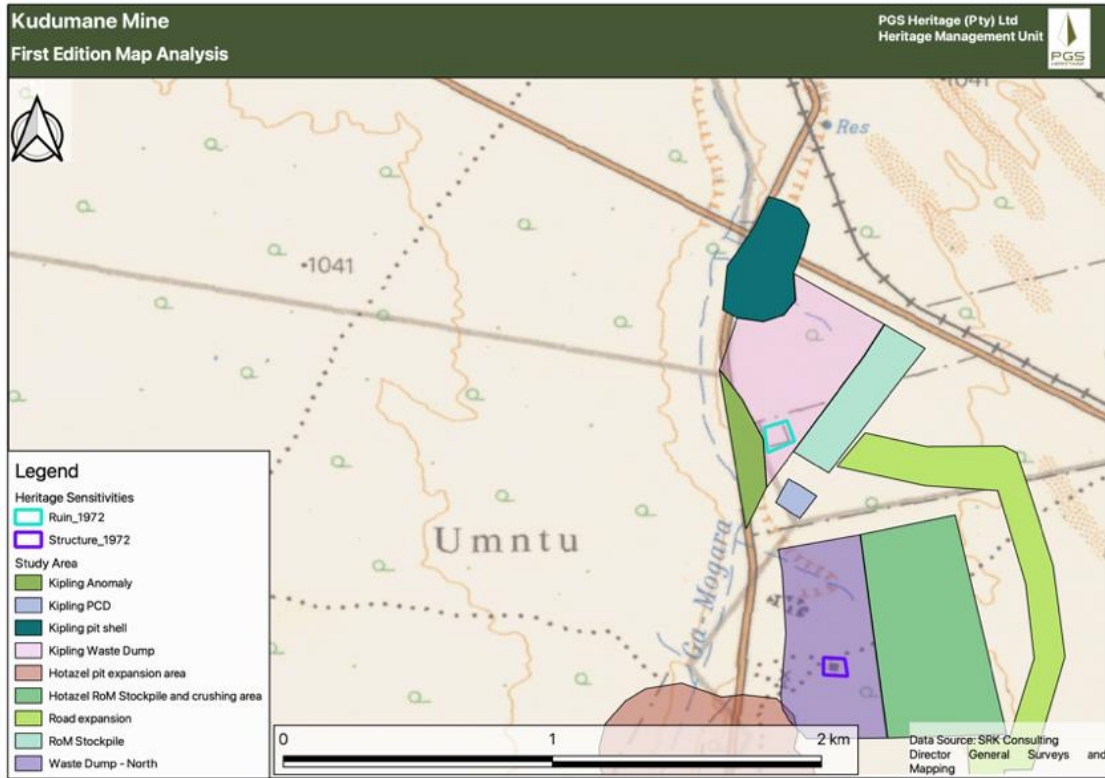 Kudumane Mine
First Edition Map Analysis
PGS Heritage (Pty) Ltd
Heritage Management Unit
PGS
HERITAGE
1041
Res
1041
Umntu
Ga-Mogara
Legend
Heritage Sensitivities
Ruin_1972
Structure_1972
Study Area
Kipling Anomaly
Kipling PCD
Kipling pit shell
Kipling Waste Dump
Hotazel pit expansion area
Hotazel RoM Stockpile and crushing area
Road expansion
RoM Stockpile
Waste Dump - North
0 1 2 km
Data Source: SRK Consulting
Director General Surveys and
Mapping